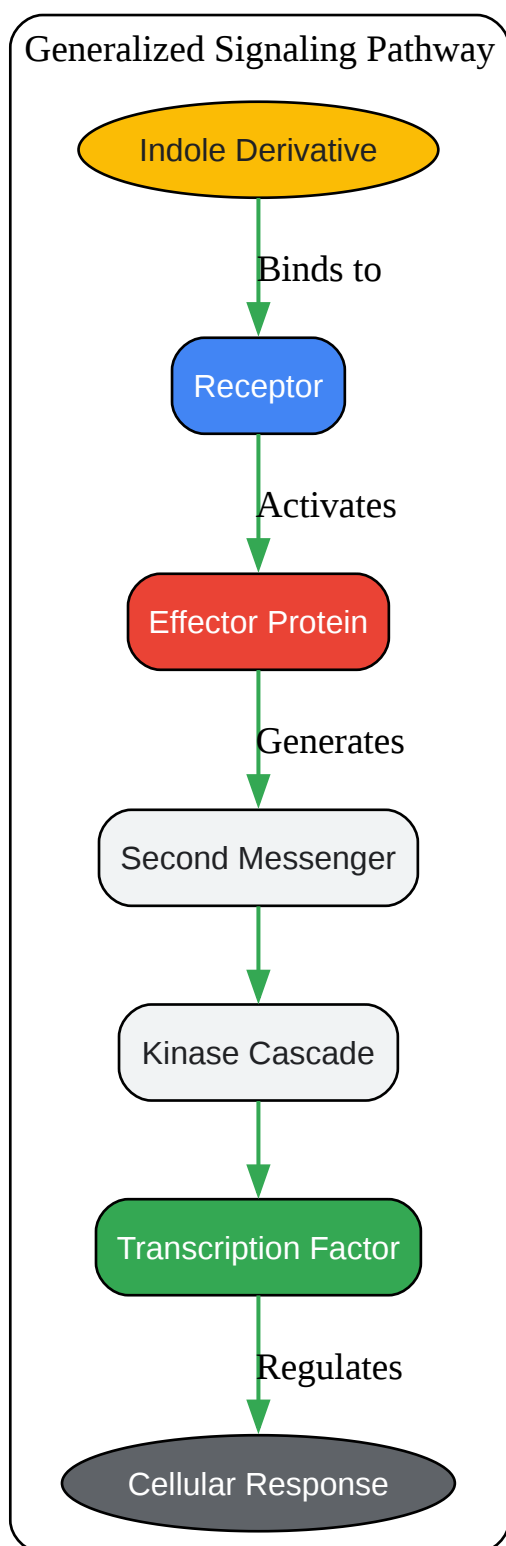 Generalized Signaling Pathway
Indole Derivative
Binds to
Receptor
Activates
Effector Protein
Generates
Second Messenger
Kinase Cascade
Transcription Factor
Regulates
Cellular Response